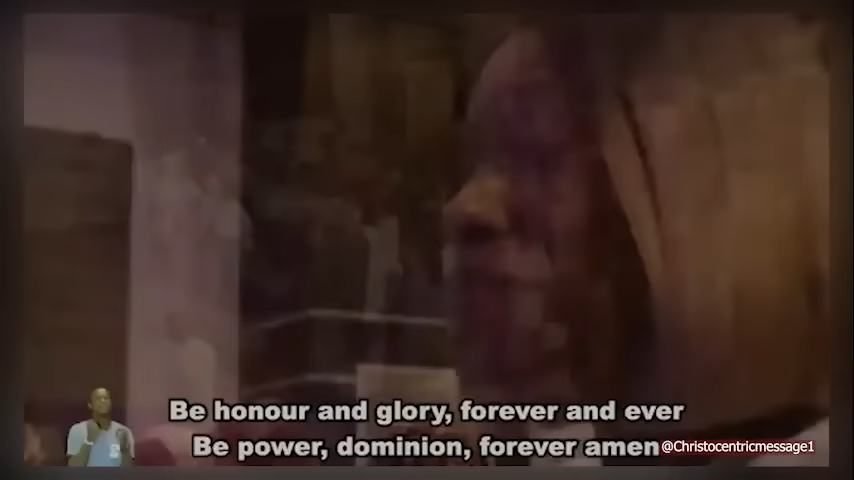 Be honour and glory, forever and ever
Be power, dominion, forever amen
@Christocentricmessage1